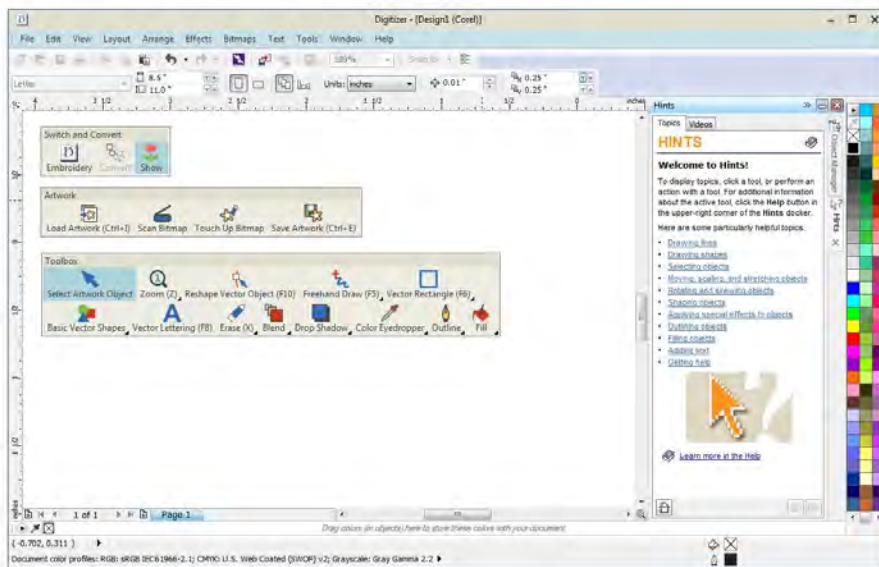 Digitizer - [Design1 (Corel)]
File Edit View Layout Arrange Effects Bitmaps Text Tools Window Help
Letter 8.5" 11.0" Units: inches 0.01" 0.25" 0.25"
inches
Switch and Convert
Embroidery Convert Show
Artwork
Load Artwork (Ctrl+I) Scan Bitmap Touch Up Bitmap Save Artwork (Ctrl+E)
Toolbox
Select Artwork Object Zoom (Z) Reshape Vector Object (F10) Freehand Draw (F5) Vector Rectangle (F6)
Basic Vector Shapes Vector Lettering (F8) Erase (X) Blend Drop Shadow Color Eyedropper Outline Fill
Hints
Topics Videos
HINTS
Welcome to Hints!
To display topics, click a tool, or perform an
action with a tool. For additional information
about the active tool, click the Help button in
the upper-right corner of the Hints docker.
Here are some particularly helpful topics.
• Drawing lines
• Drawing shapes
• Selecting objects
• Moving, scaling, and stretching objects
• Rotating and skewing objects
• Shaping objects
• Applying special effects to objects
• Outlining objects
• Filling objects
• Adding text
• Getting help
Learn more in the Help
Object Manager
Hints
inches
1 of 1 Page 1
Drag colors (or objects) here to store these colors with your document
(-0.702, 0.311 )
Document color profiles: RGB: sRGB IEC61966-2.1; CMYK: U.S. Web Coated (SWOP) v2; Grayscale: Gray Gamma 2.2